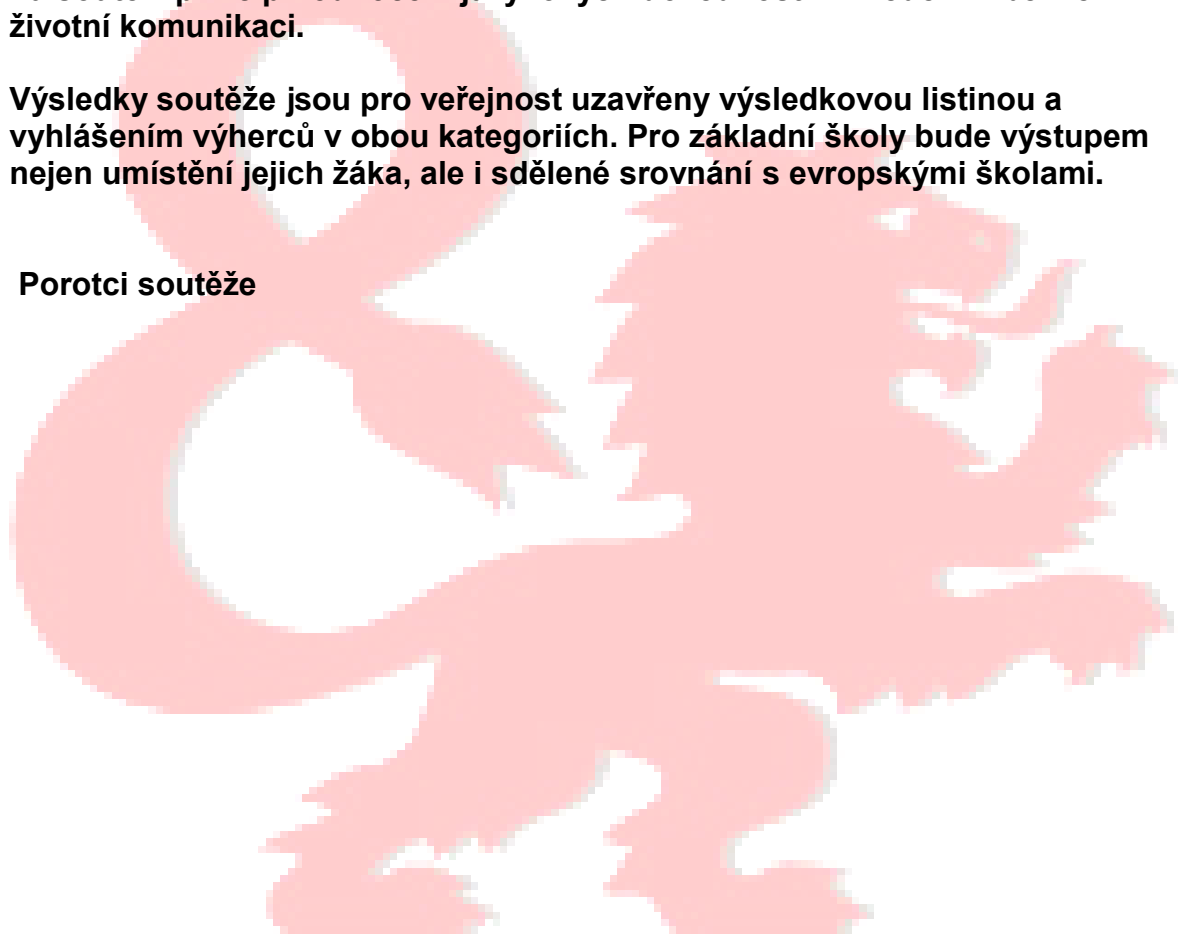 životní komunikaci.
Výsledky soutěže jsou pro veřejnost uzavřeny výsledkovou listinou a
vyhlášením výherců v obou kategoriích. Pro základní školy bude výstupem
nejen umístění jejich žáka, ale i sdělené srovnání s evropskými školami.
Porotci soutěže